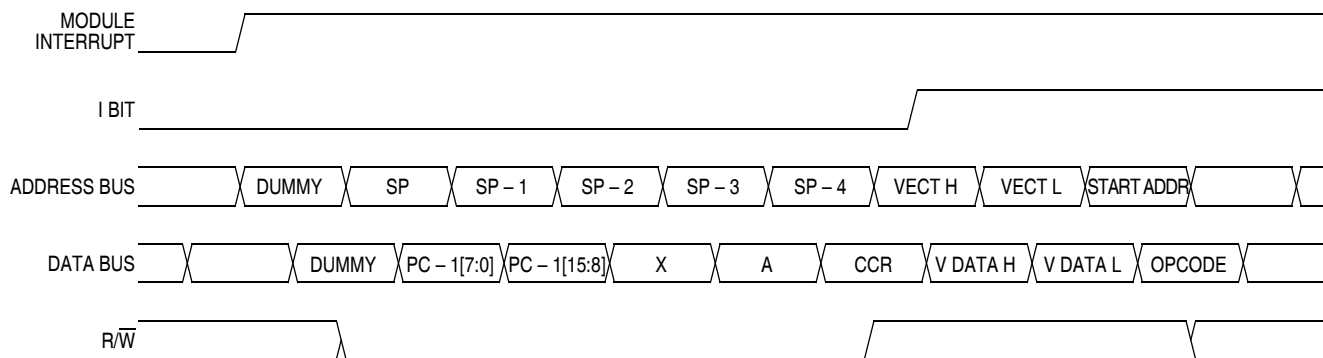 MODULE
INTERRUPT
I BIT
ADDRESS BUS DUMMY SP SP – 1 SP – 2 SP – 3 SP – 4 VECT H VECT L START ADDR
DATA BUS DUMMY PC – 1[7:0] PC – 1[15:8] X A CCR V DATA H V DATA L OPCODE
R/W̅